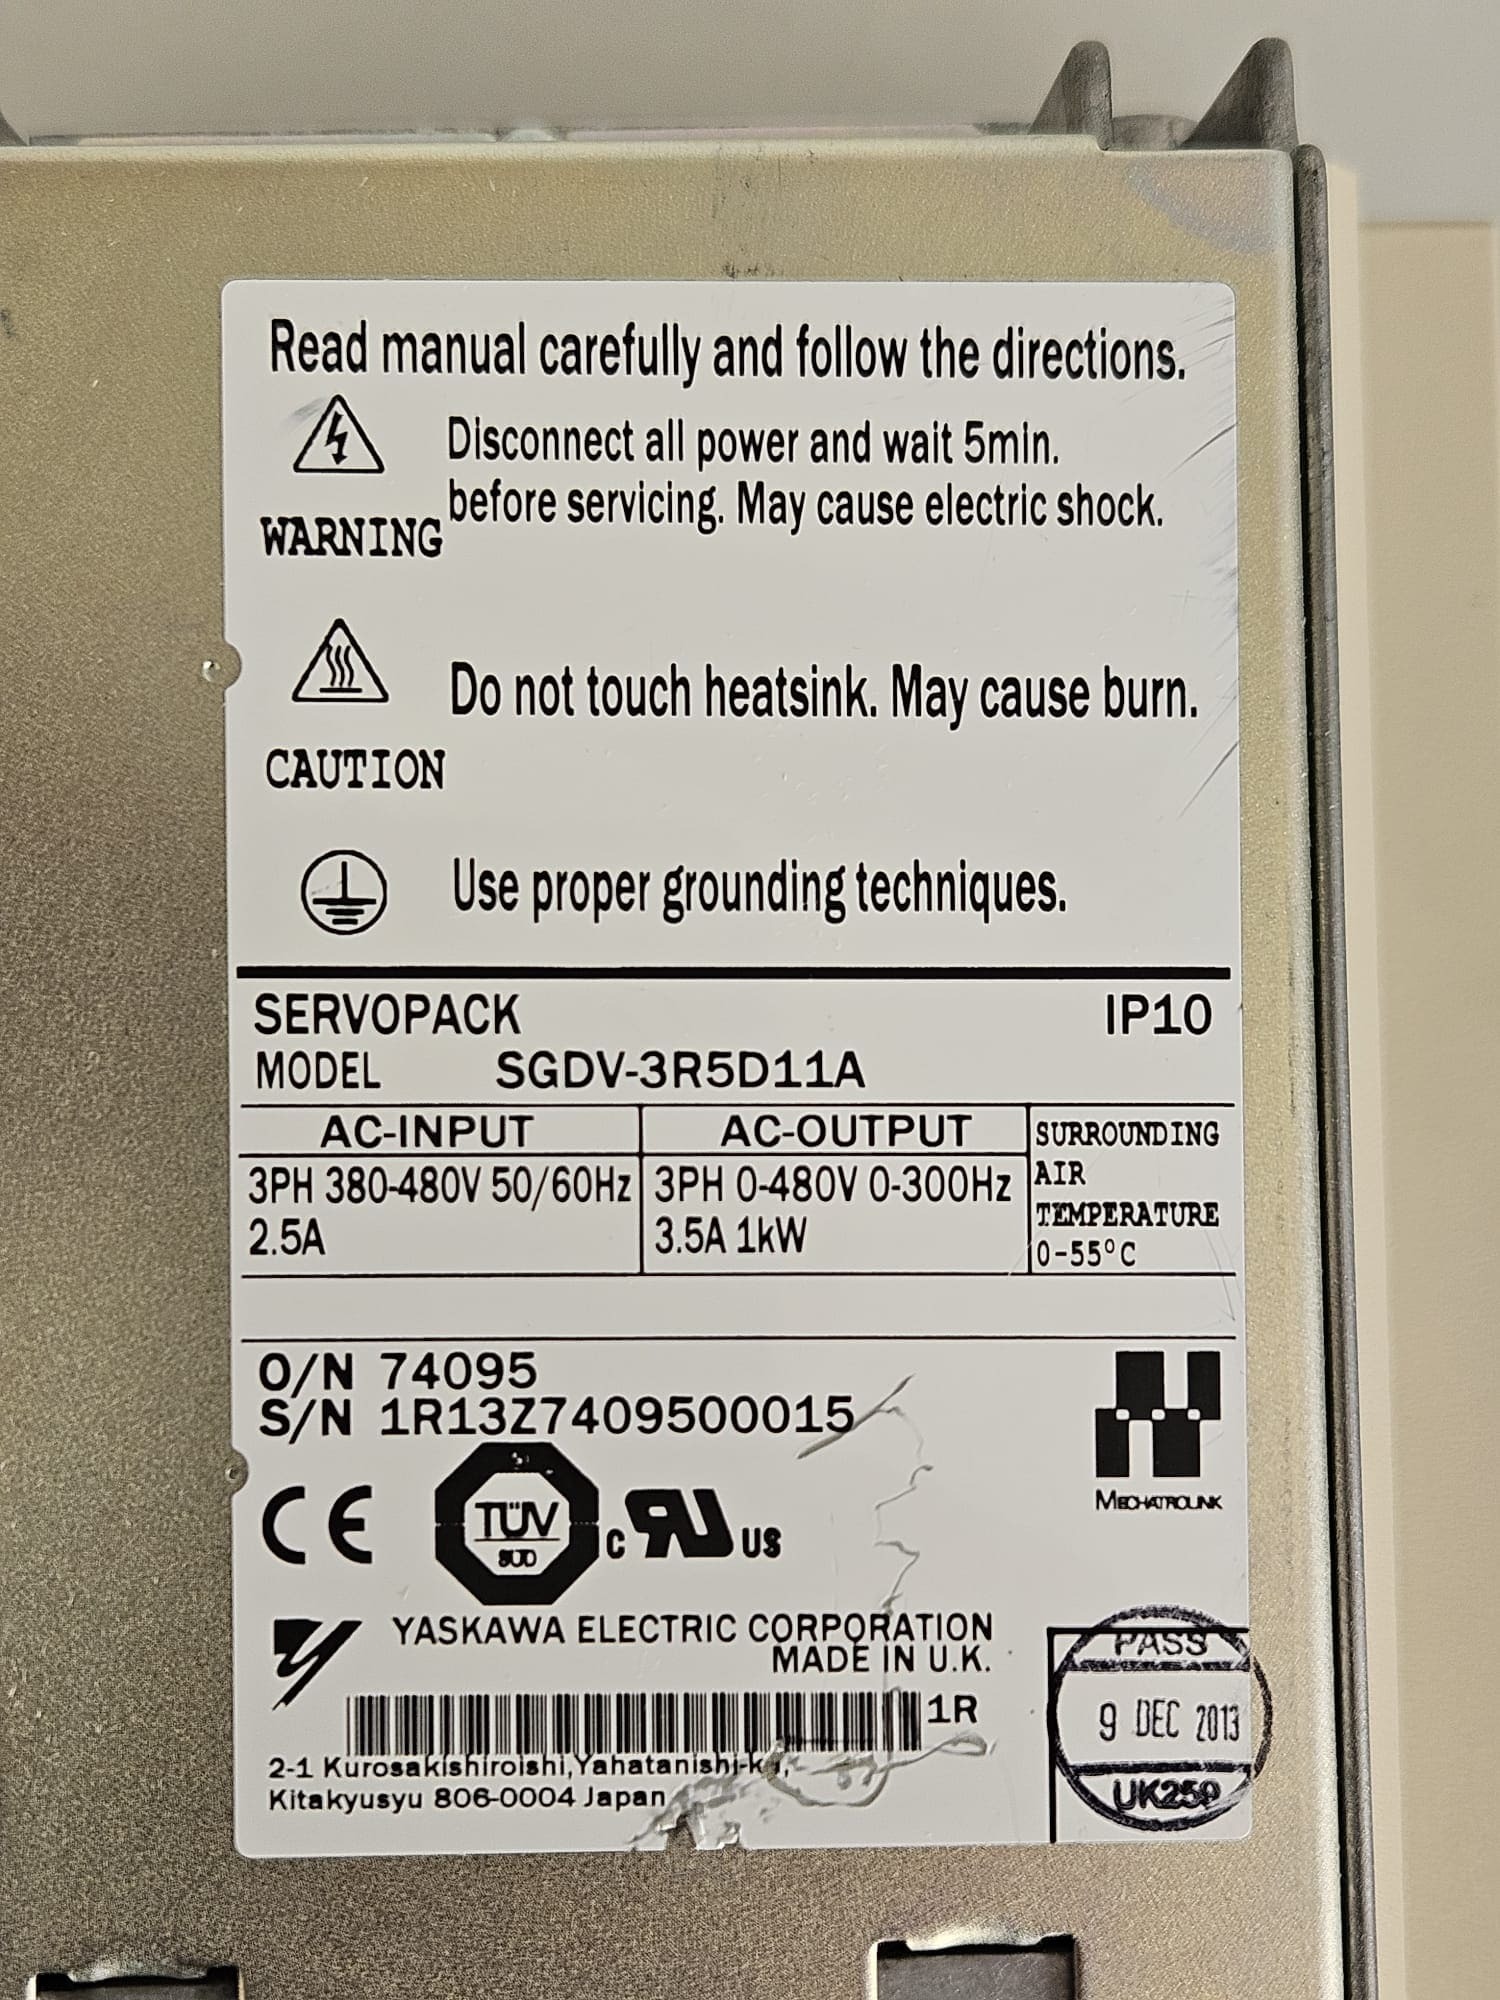 Read manual carefully and follow the directions.
Disconnect all power and wait 5min.
before servicing. May cause electric shock.
WARNING
Do not touch heatsink. May cause burn.
CAUTION
Use proper grounding techniques.
SERVOPACK IP10
MODEL SGDV-3R5D11A
AC-INPUT AC-OUTPUT SURROUNDING
AIR
TEMPERATURE
0-55°C
3PH 380-480V 50/60Hz 3PH 0-480V 0-300Hz
2.5A 3.5A 1kW
O/N 74095
S/N 1R13Z7409500015
MECHATROLINK
CE TÜV SÜD c RU US
YASKAWA ELECTRIC CORPORATION
MADE IN U.K.
1R
2-1 Kurosakishiroishi,Yahatanishi-ku,
Kitakyusyu 806-0004 Japan
PASS
9 DEC 2013